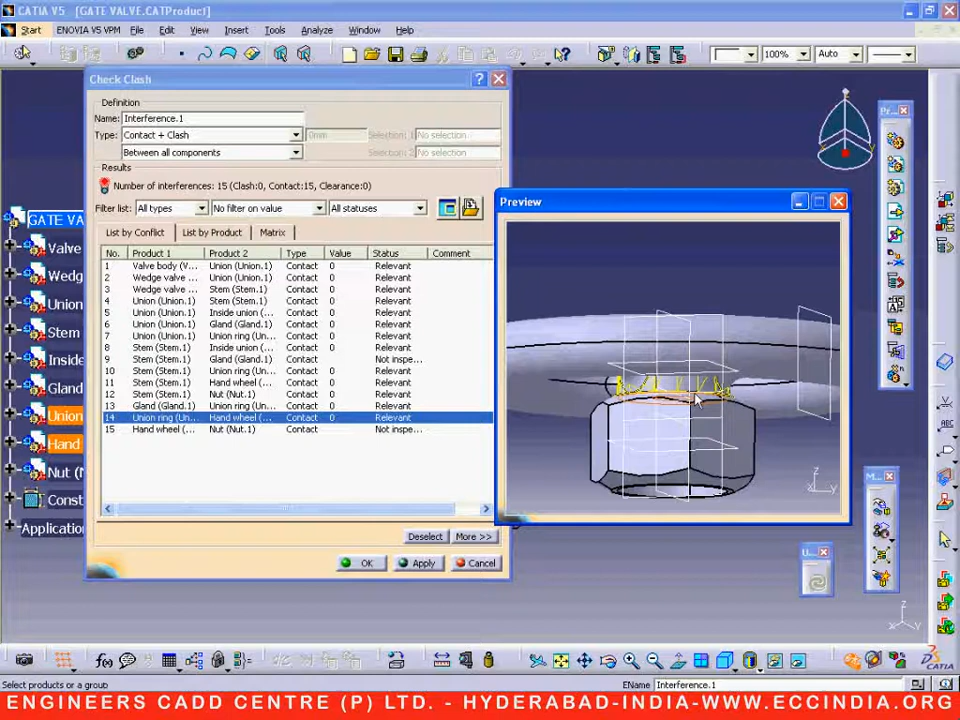 CATIA V5 - [GATE VALVE.CATProduct]
Start ENOVIA V5 VPM File Edit View Insert Tools Analyze Window Help
100% Auto
Check Clash
Definition
Name: Interference.1
Type: Contact + Clash 0mm Selection: 1 No selection
Between all components Selection: 2 No selection
Results
Number of interferences: 15 (Clash:0, Contact:15, Clearance:0)
Filter list: All types No filter on value All statuses
List by Conflict List by Product Matrix
No. Product 1 Product 2 Type Value Status Comment
1 Valve body (V... Union (Union.1) Contact 0 Relevant
2 Wedge valve ... Union (Union.1) Contact 0 Relevant
3 Wedge valve ... Stem (Stem.1) Contact 0 Relevant
4 Union (Union.1) Stem (Stem.1) Contact 0 Relevant
5 Union (Union.1) Inside union (... Contact 0 Relevant
6 Union (Union.1) Gland (Gland.1) Contact 0 Relevant
7 Union (Union.1) Union ring (U... Contact 0 Relevant
8 Stem (Stem.1) Inside union (... Contact 0 Relevant
9 Stem (Stem.1) Gland (Gland.1) Contact 0 Not inspe...
10 Stem (Stem.1) Union ring (U... Contact 0 Relevant
11 Stem (Stem.1) Hand wheel (... Contact 0 Relevant
12 Stem (Stem.1) Nut (Nut.1) Contact 0 Relevant
13 Gland (Gland.1) Union ring (Un... Contact 0 Relevant
14 Union ring (Un... Hand wheel (... Contact 0 Relevant
15 Hand wheel (... Nut (Nut.1) Contact 0 Not inspe...
Deselect More >>
OK Apply Cancel
Preview
GATE VA
Valve
Wedg
Union
Stem
Inside
Gland
Union
Hand
Nut (N
Const
Application
Select products or a group EName Interference.1
ENGINEERS CADD CENTRE (P) LTD. - HYDERABAD-INDIA-WWW.ECCINDIA.ORG